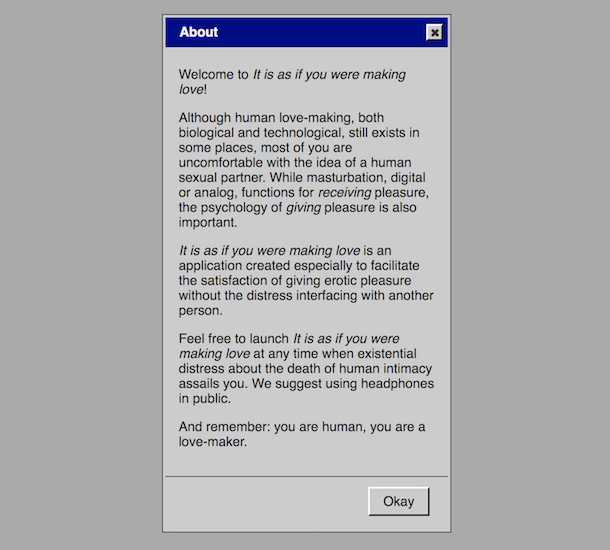 About
Welcome to It is as if you were making
love!
Although human love-making, both
biological and technological, still exists in
some places, most of you are
uncomfortable with the idea of a human
sexual partner. While masturbation, digital
or analog, functions for receiving pleasure,
the psychology of giving pleasure is also
important.
It is as if you were making love is an
application created especially to facilitate
the satisfaction of giving erotic pleasure
without the distress interfacing with another
person.
Feel free to launch It is as if you were
making love at any time when existential
distress about the death of human intimacy
assails you. We suggest using headphones
in public.
And remember: you are human, you are a
love-maker.
Okay